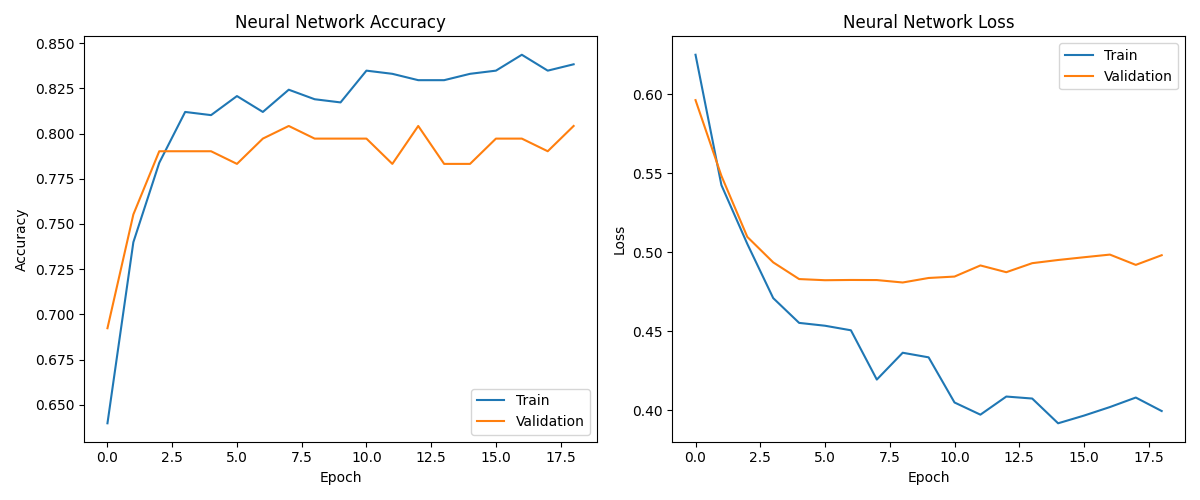 Neural Network Accuracy
0.850
0.825
0.800
0.775
0.750
0.725
0.700
0.675
0.650
Accuracy
0.0 2.5 5.0 7.5 10.0 12.5 15.0 17.5
Epoch
Train
Validation
Neural Network Loss
0.60
0.55
0.50
0.45
0.40
Loss
0.0 2.5 5.0 7.5 10.0 12.5 15.0 17.5
Epoch
Train
Validation